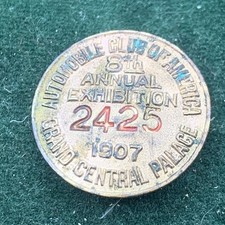 AUTOMOBILE CLUB OF AMERICA
8th
ANNUAL
EXHIBITION
2425
1907
GRAND CENTRAL PALACE